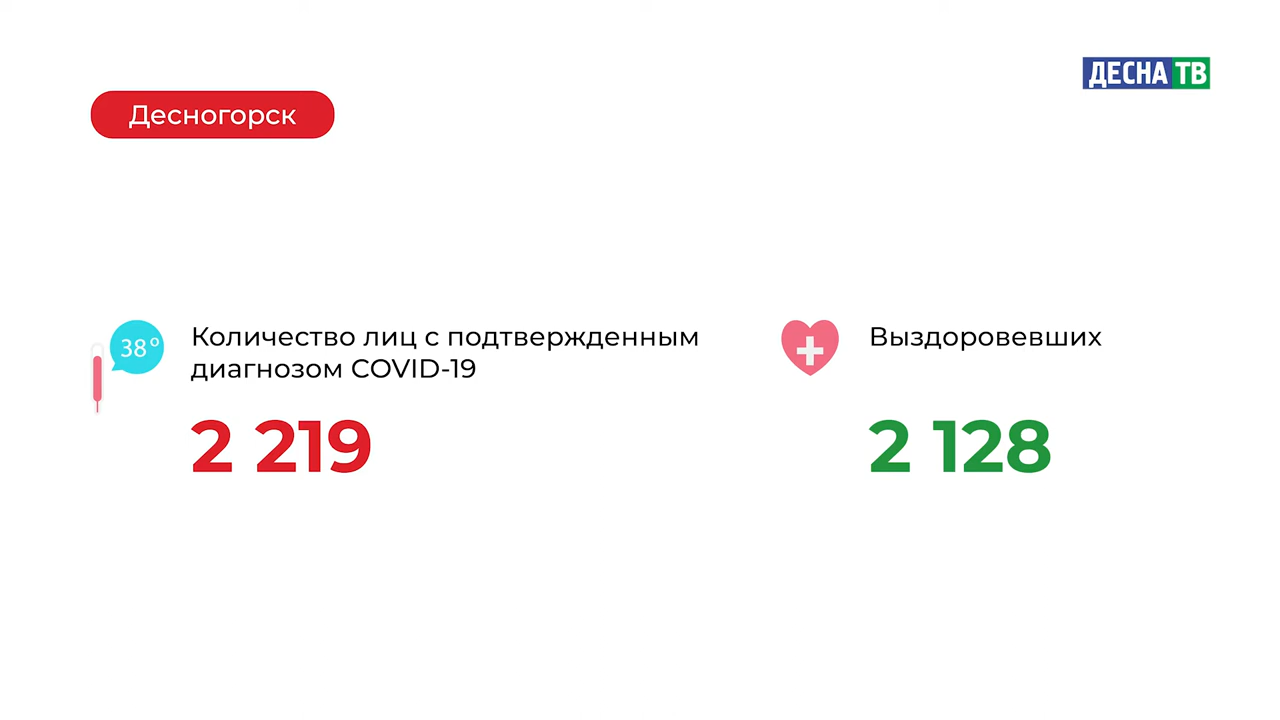 ДЕСНА ТВ
Десногорск
38°
Количество лиц с подтвержденным
диагнозом COVID-19
2 219
Выздоровевших
2 128